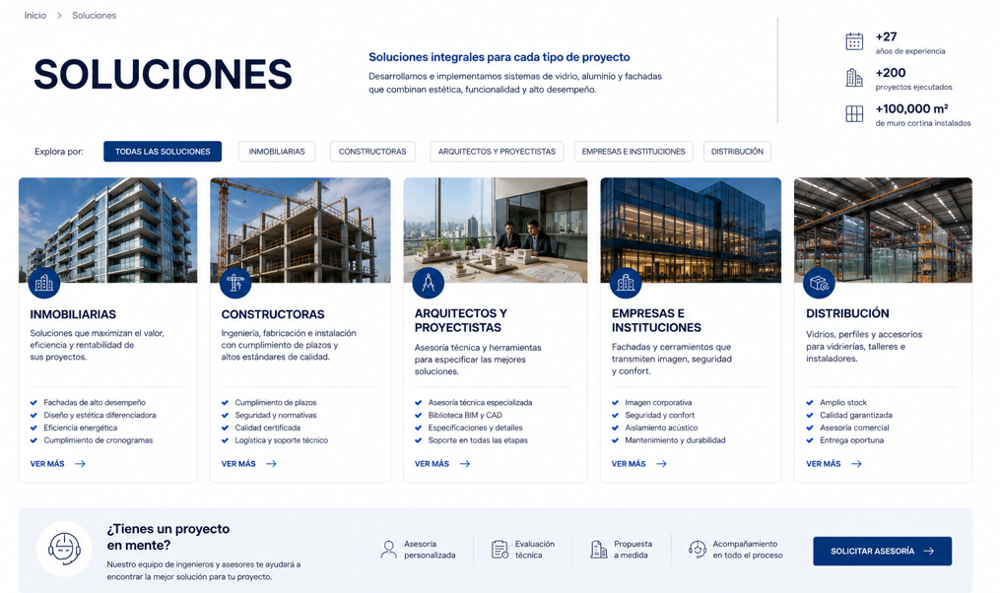 Inicio > Soluciones
SOLUCIONES
Soluciones integrales para cada tipo de proyecto
Desarrollamos e implementamos sistemas de vidrio, aluminio y fachadas
que combinan estética, funcionalidad y alto desempeño.
+27
años de experiencia
+200
proyectos ejecutados
+100,000 m²
de muro cortina instalados
Explora por:
TODAS LAS SOLUCIONES
INMOBILIARIAS
CONSTRUCTORAS
ARQUITECTOS Y PROYECTISTAS
EMPRESAS E INSTITUCIONES
DISTRIBUCIÓN
INMOBILIARIAS
Soluciones que maximizan el valor,
eficiencia y rentabilidad de
sus proyectos.
Fachadas de alto desempeño
Diseño y estética diferenciadora
Eficiencia energética
Cumplimiento de cronogramas
VER MÁS
CONSTRUCTORAS
Ingeniería, fabricación e instalación
con cumplimiento de plazos y
altos estándares de calidad.
Cumplimiento de plazos
Seguridad y normativas
Calidad certificada
Logística y soporte técnico
VER MÁS
ARQUITECTOS Y
PROYECTISTAS
Asesoría técnica y herramientas
para especificar las mejores
soluciones.
Asesoría técnica especializada
Biblioteca BIM y CAD
Especificaciones y detalles
Soporte en todas las etapas
VER MÁS
EMPRESAS E
INSTITUCIONES
Fachadas y cerramientos que
transmiten imagen, seguridad
y confort.
Imagen corporativa
Seguridad y confort
Aislamiento acústico
Mantenimiento y durabilidad
VER MÁS
DISTRIBUCIÓN
Vidrios, perfiles y accesorios
para vidrierías, talleres e
instaladores.
Amplio stock
Calidad garantizada
Asesoría comercial
Entrega oportuna
VER MÁS
¿Tienes un proyecto
en mente?
Nuestro equipo de ingenieros y asesores te ayudará a
encontrar la mejor solución para tu proyecto.
Asesoría
personalizada
Evaluación
técnica
Propuesta
a medida
Acompañamiento
en todo el proceso
SOLICITAR ASESORÍA